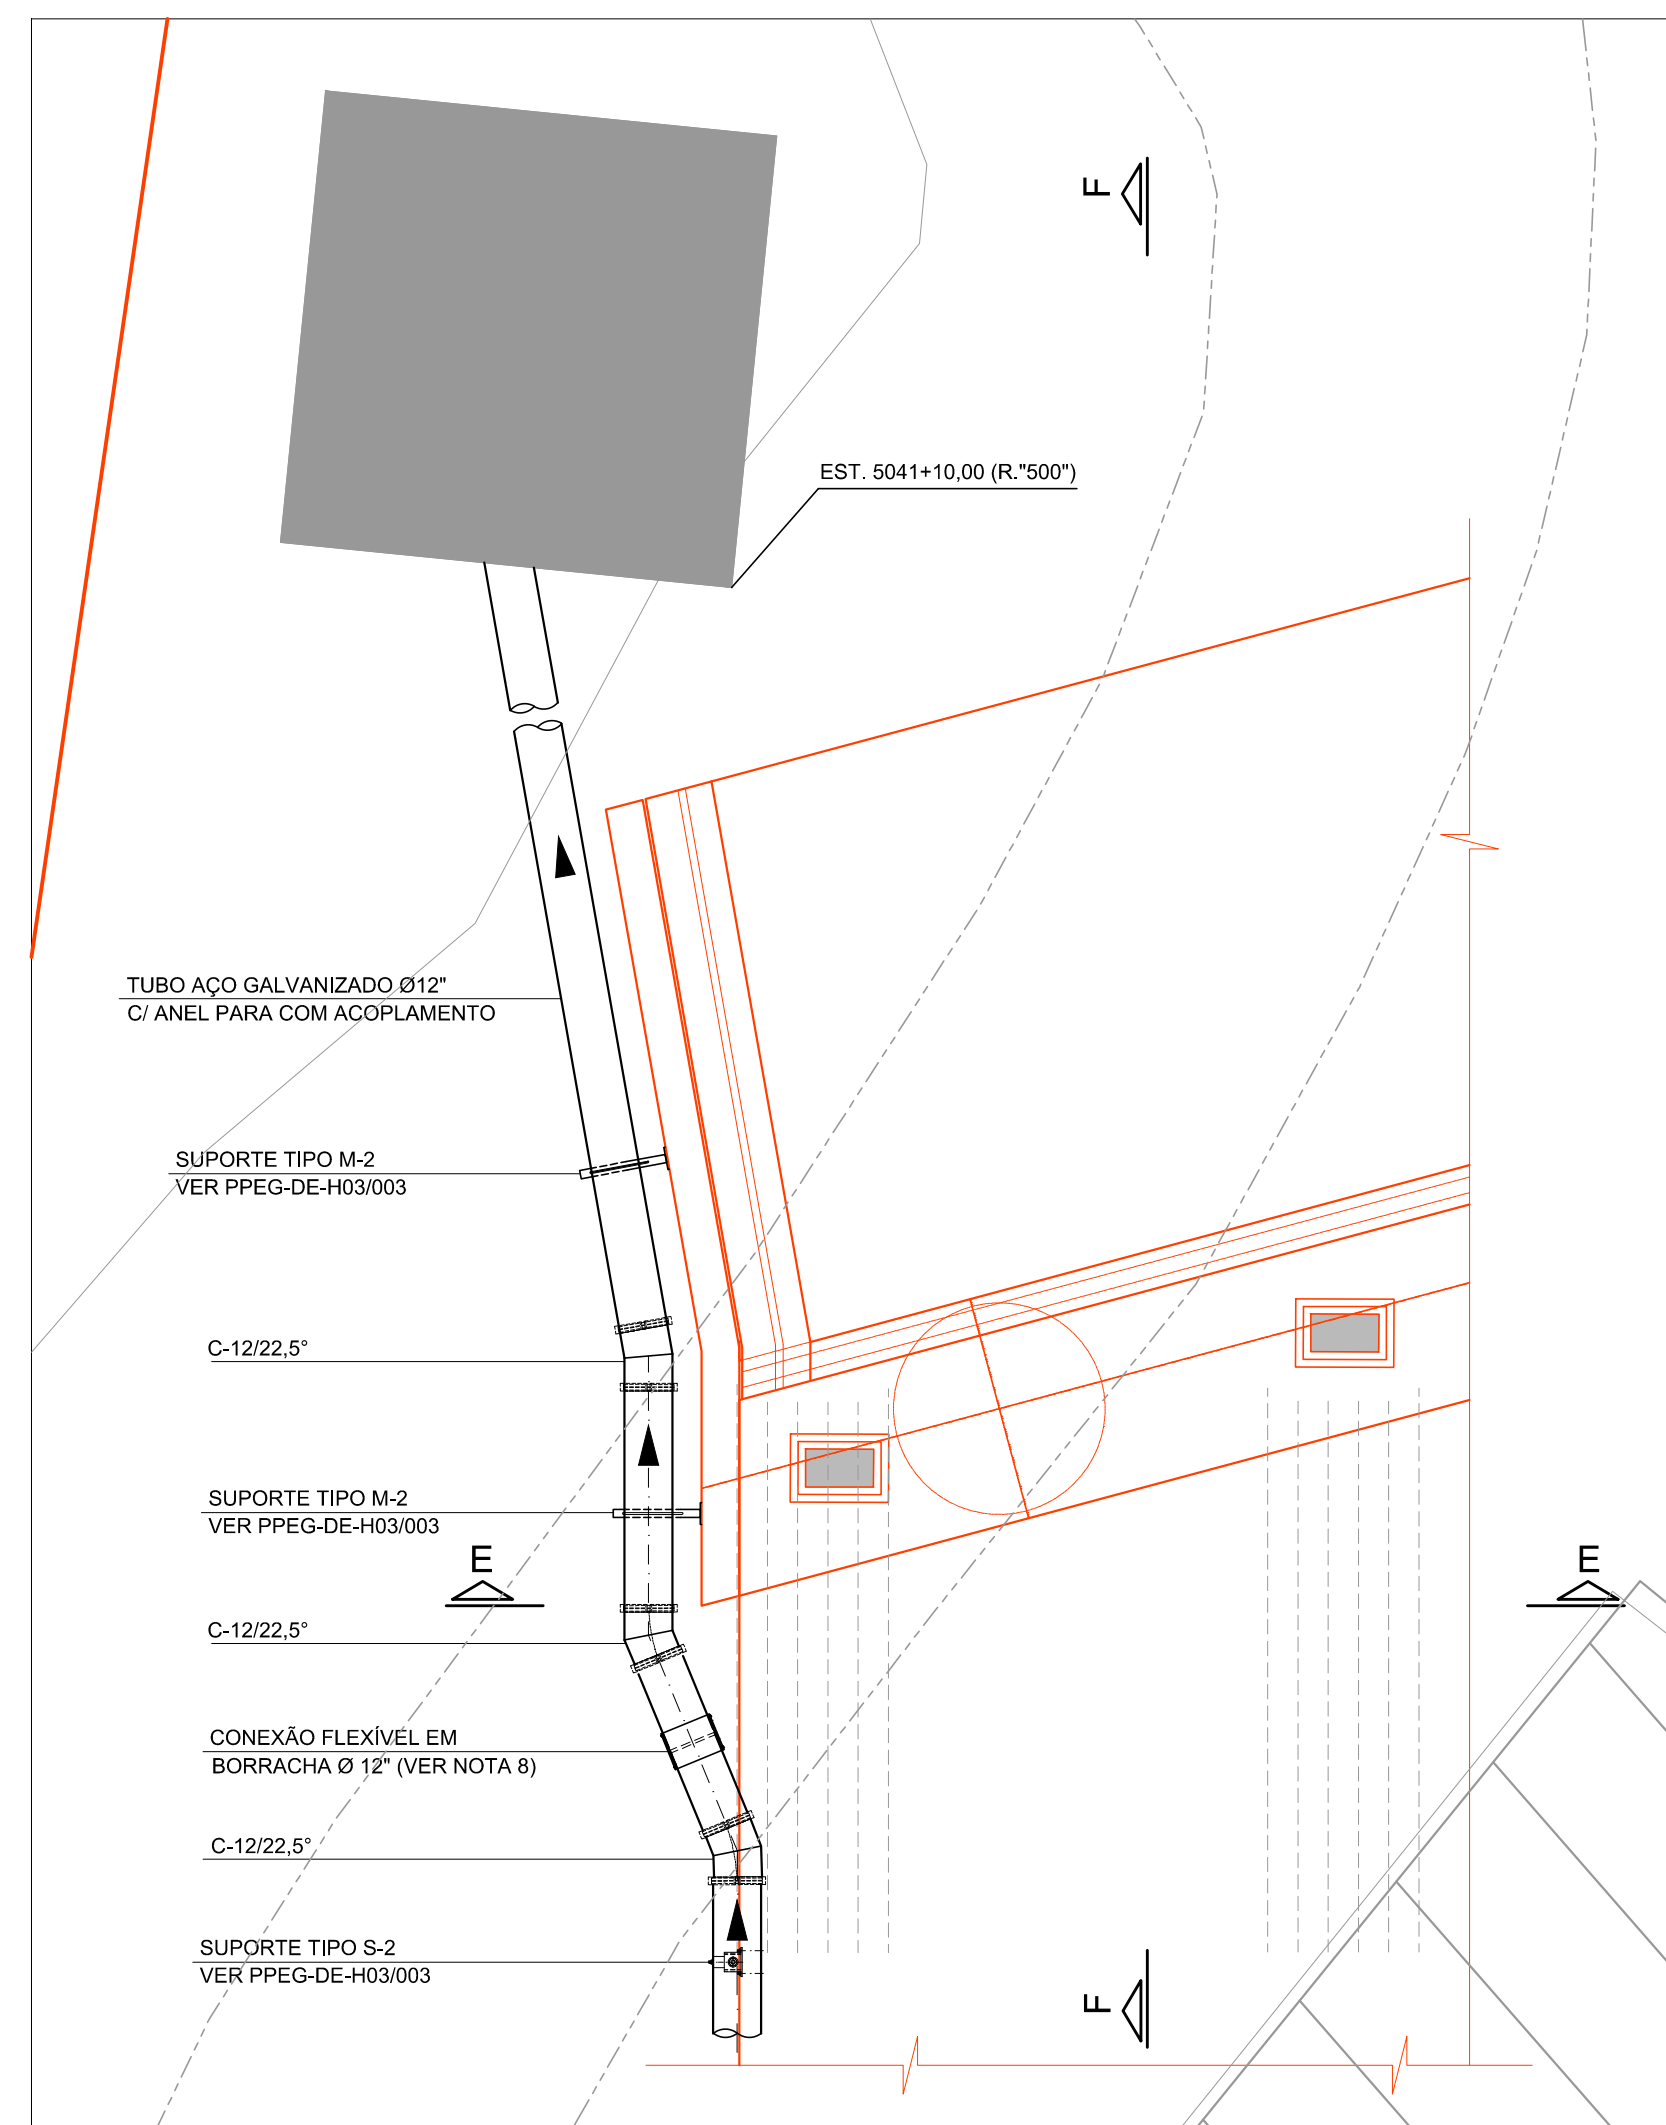 F
EST. 5041+10,00 (R."500")
TUBO AÇO GALVANIZADO Ø12"
C/ ANEL PARA COM ACOPLAMENTO
SUPORTE TIPO M-2
VER PPEG-DE-H03/003
C-12/22,5°
SUPORTE TIPO M-2
VER PPEG-DE-H03/003
E
E
C-12/22,5°
CONEXÃO FLEXÍVEL EM
BORRACHA Ø 12" (VER NOTA 8)
C-12/22,5°
SUPORTE TIPO S-2
VER PPEG-DE-H03/003
F